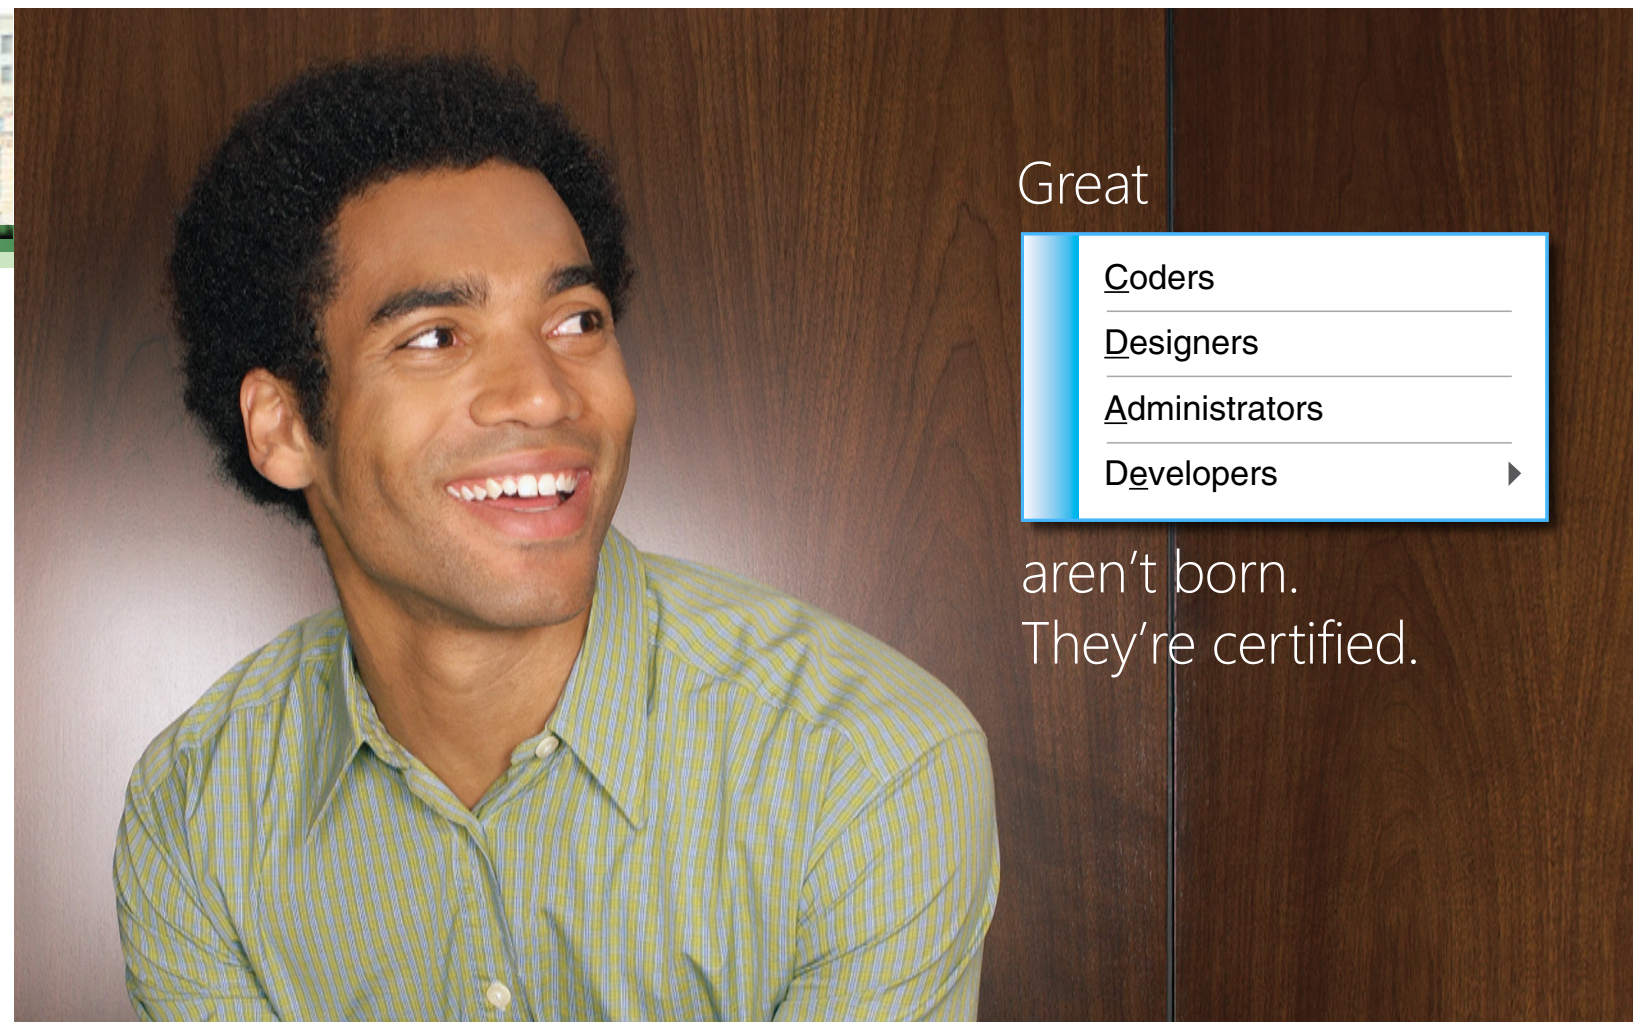 Great
Coders
Designers
Administrators
Developers
aren't born.
They're certified.